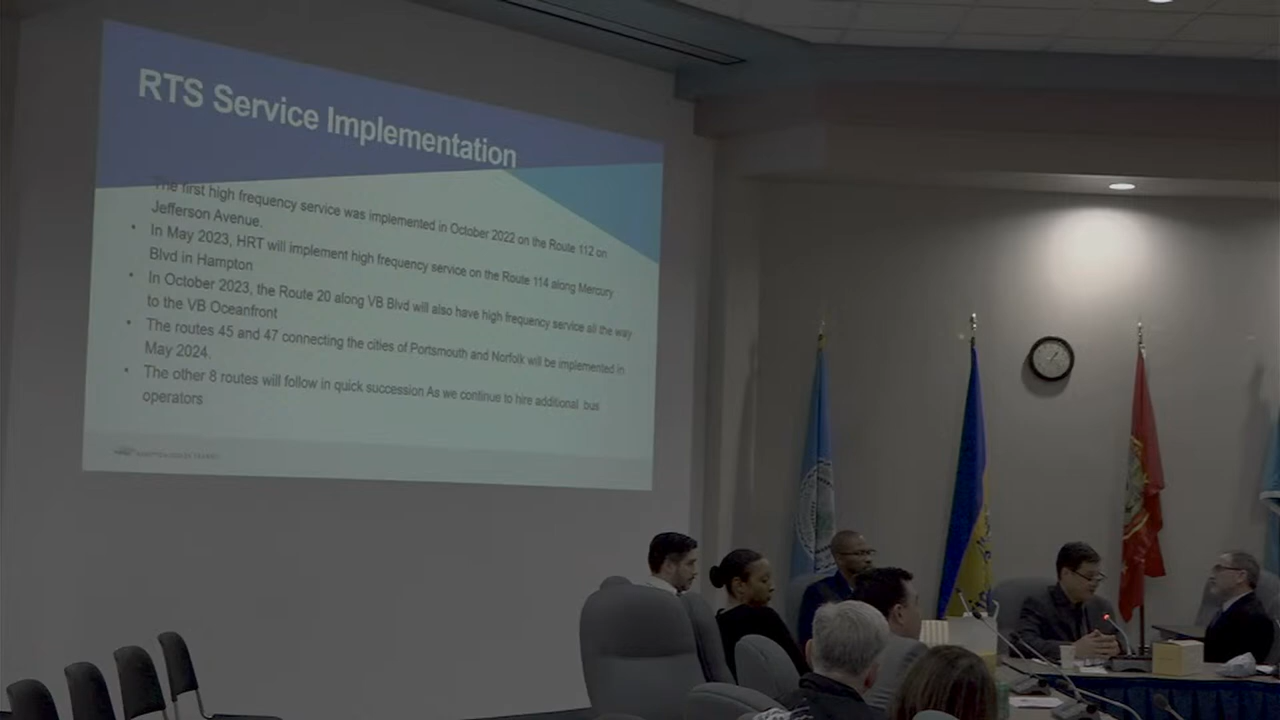 RTS Service Implementation
The first high frequency service was implemented in October 2022 on the Route 112 on
Jefferson Avenue.
• In May 2023, HRT will implement high frequency service on the Route 114 along Mercury
Blvd in Hampton
• In October 2023, the Route 20 along VB Blvd will also have high frequency service all the way
to the VB Oceanfront
• The routes 45 and 47 connecting the cities of Portsmouth and Norfolk will be implemented in
May 2024.
• The other 8 routes will follow in quick succession As we continue to hire additional bus
operators